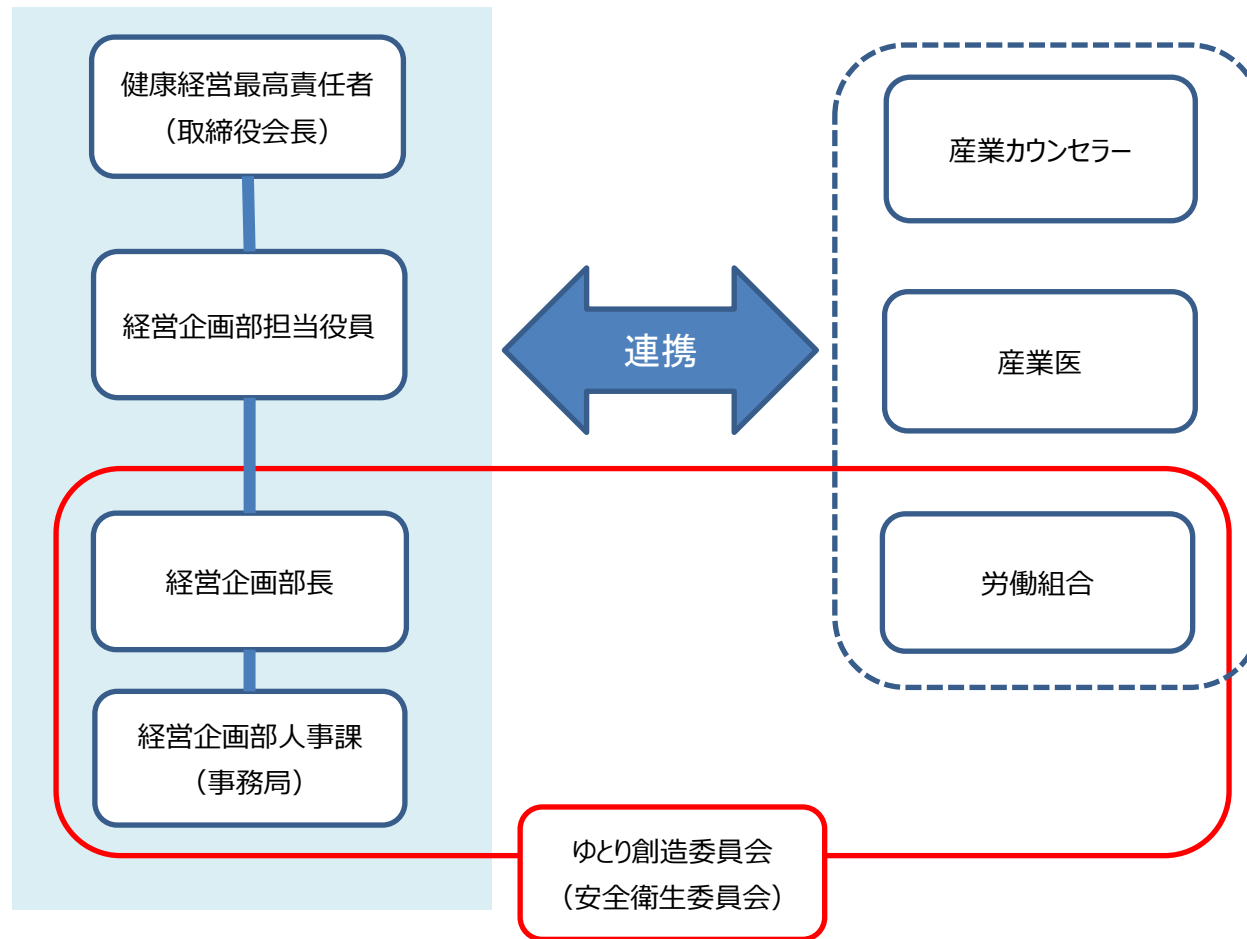 健康経営最高責任者
（取締役会長）
経営企画部担当役員
経営企画部長
経営企画部人事課
（事務局）
連携
産業カウンセラー
産業医
労働組合
ゆとり創造委員会
（安全衛生委員会）